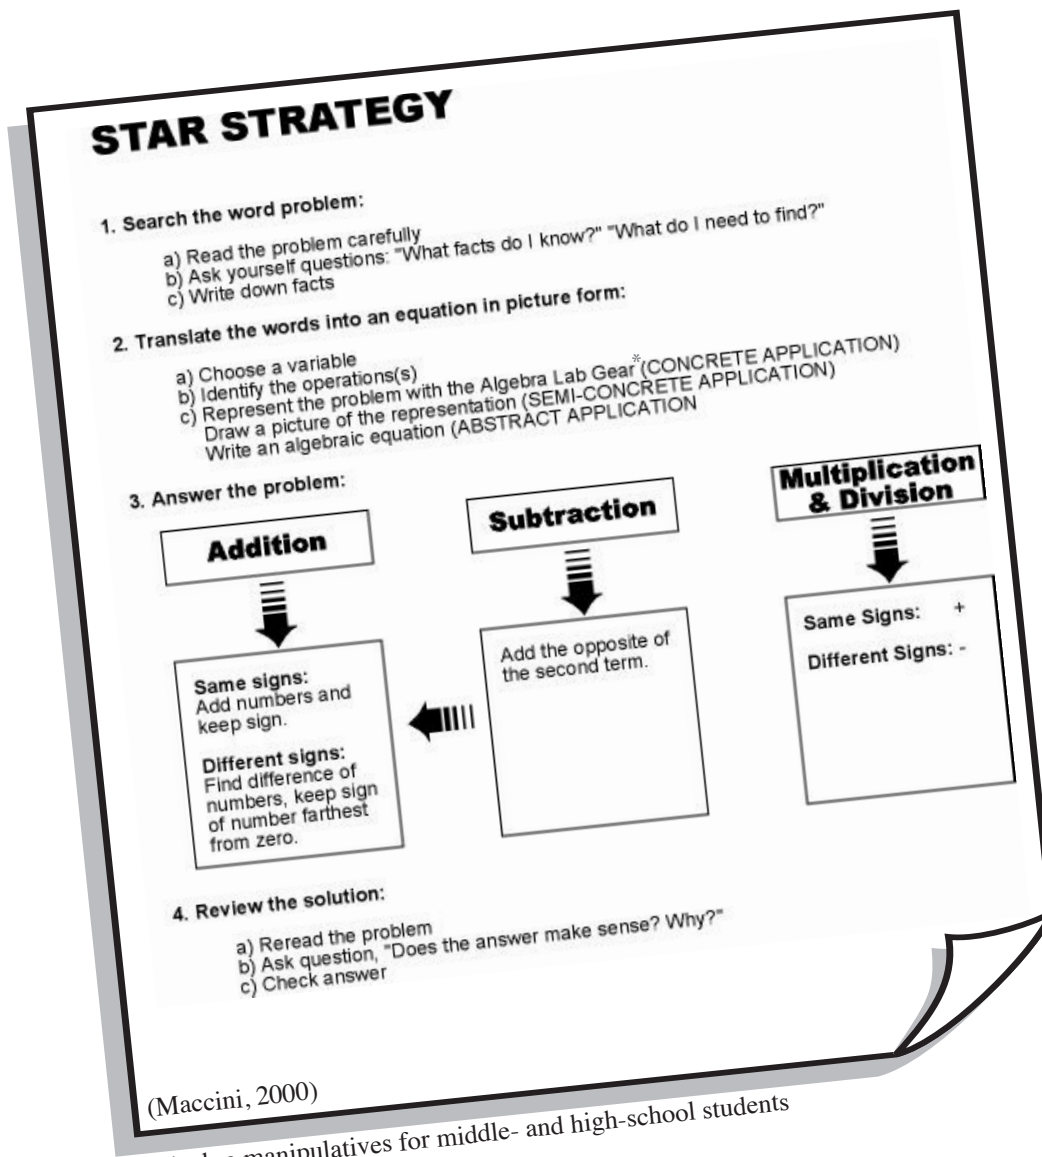 STAR STRATEGY
1. Search the word problem:
a) Read the problem carefully
b) Ask yourself questions: "What facts do I know?" "What do I need to find?"
c) Write down facts
2. Translate the words into an equation in picture form:
a) Choose a variable
b) Identify the operations(s)
c) Represent the problem with the Algebra Lab Gear*(CONCRETE APPLICATION)
Draw a picture of the representation (SEMI-CONCRETE APPLICATION)
Write an algebraic equation (ABSTRACT APPLICATION
3. Answer the problem:
Addition
Same signs:
Add numbers and
keep sign.
Different signs:
Find difference of
numbers, keep sign
of number farthest
from zero.
Subtraction
Add the opposite of
the second term.
Multiplication
& Division
Same Signs: +
Different Signs: -
4. Review the solution:
a) Reread the problem
b) Ask question, "Does the answer make sense? Why?"
c) Check answer
(Maccini, 2000)
manipulatives for middle- and high-school students